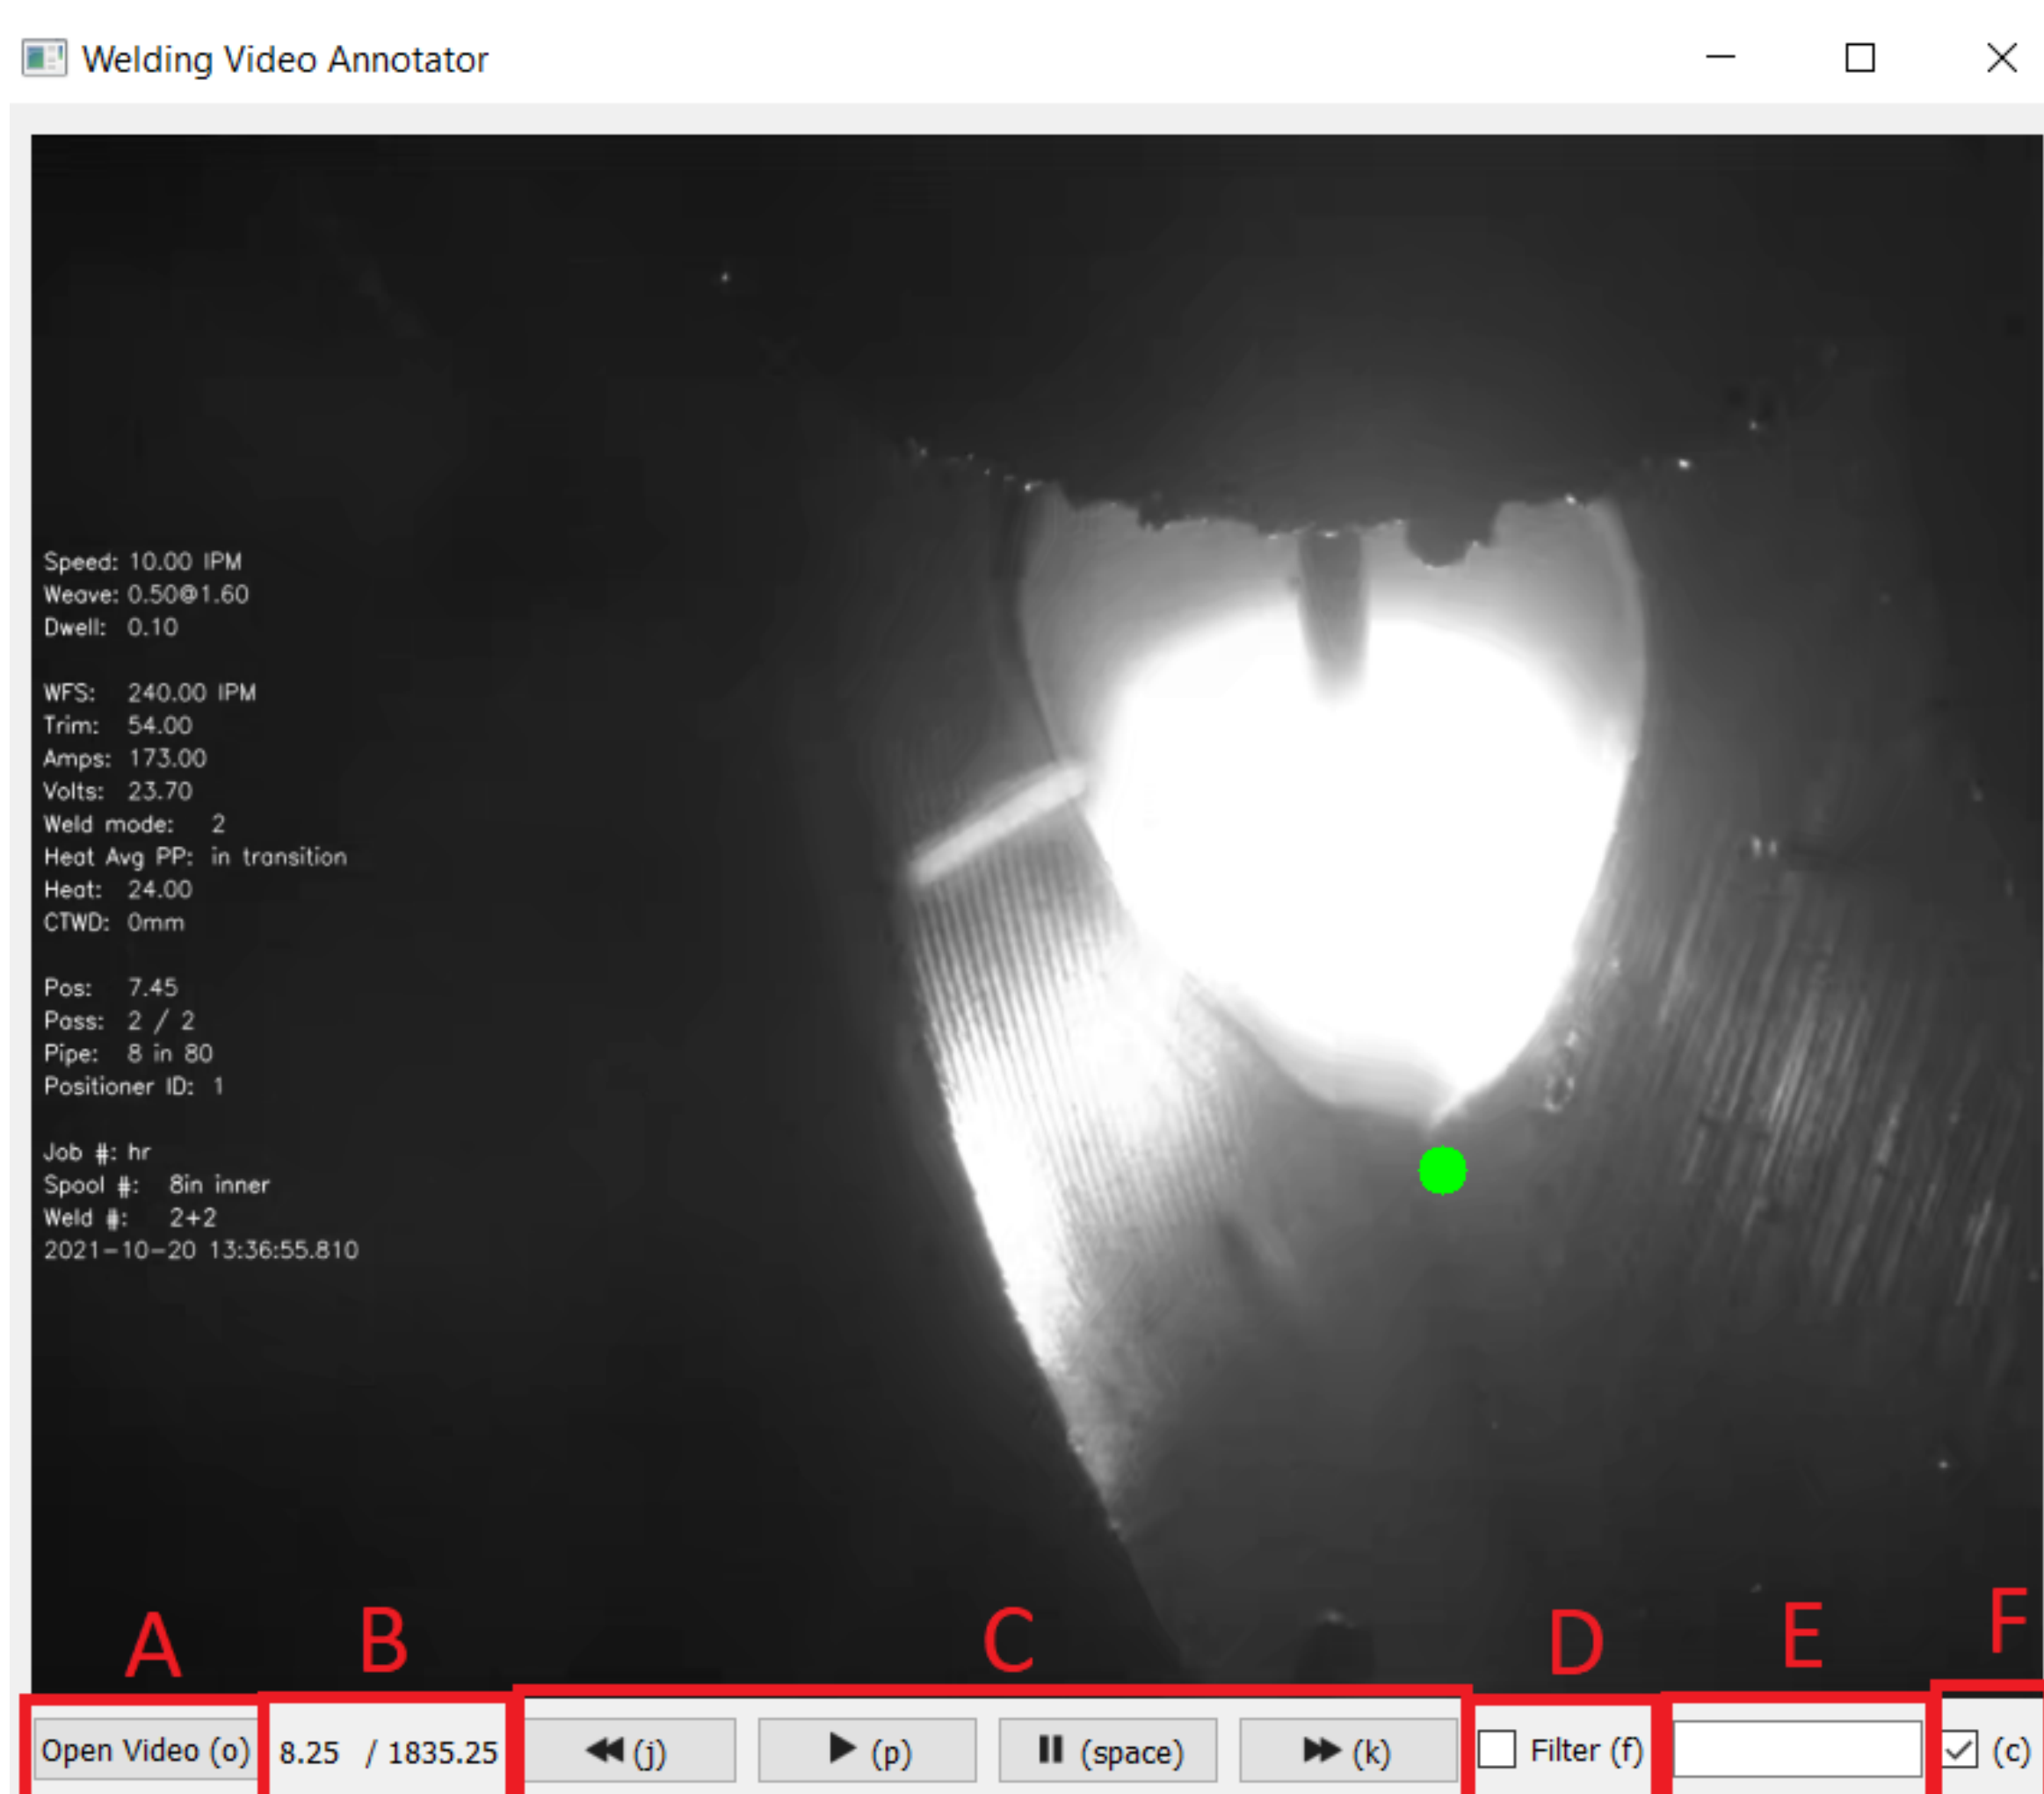 Welding Video Annotator
Speed: 10.00 IPM
Weave: 0.50@1.60
Dwell: 0.10
WFS: 240.00 IPM
Trim: 54.00
Amps: 173.00
Volts: 23.70
Weld mode: 2
Heat Avg PP: in transition
Heat: 24.00
CTWD: 0mm
Pos: 7.45
Pass: 2 / 2
Pipe: 8 in 80
Positioner ID: 1
Job #: hr
Spool #: 8in inner
Weld #: 2+2
2021-10-20 13:36:55.810
A B C D E F
Open Video (o) 8.25 / 1835.25 (j) (p) (space) (k) Filter (f) (c)